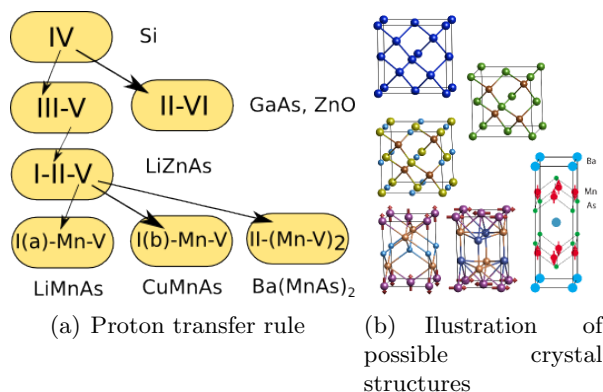 IV
Si
III-V
II-VI
GaAs, ZnO
I-II-V
LiZnAs
I(a)-Mn-V
I(b)-Mn-V
II-(Mn-V)2
LiMnAs
CuMnAs
Ba(MnAs)2
(a) Proton transfer rule
Ba
Mn
As
(b) Ilustration of
possible crystal
structures